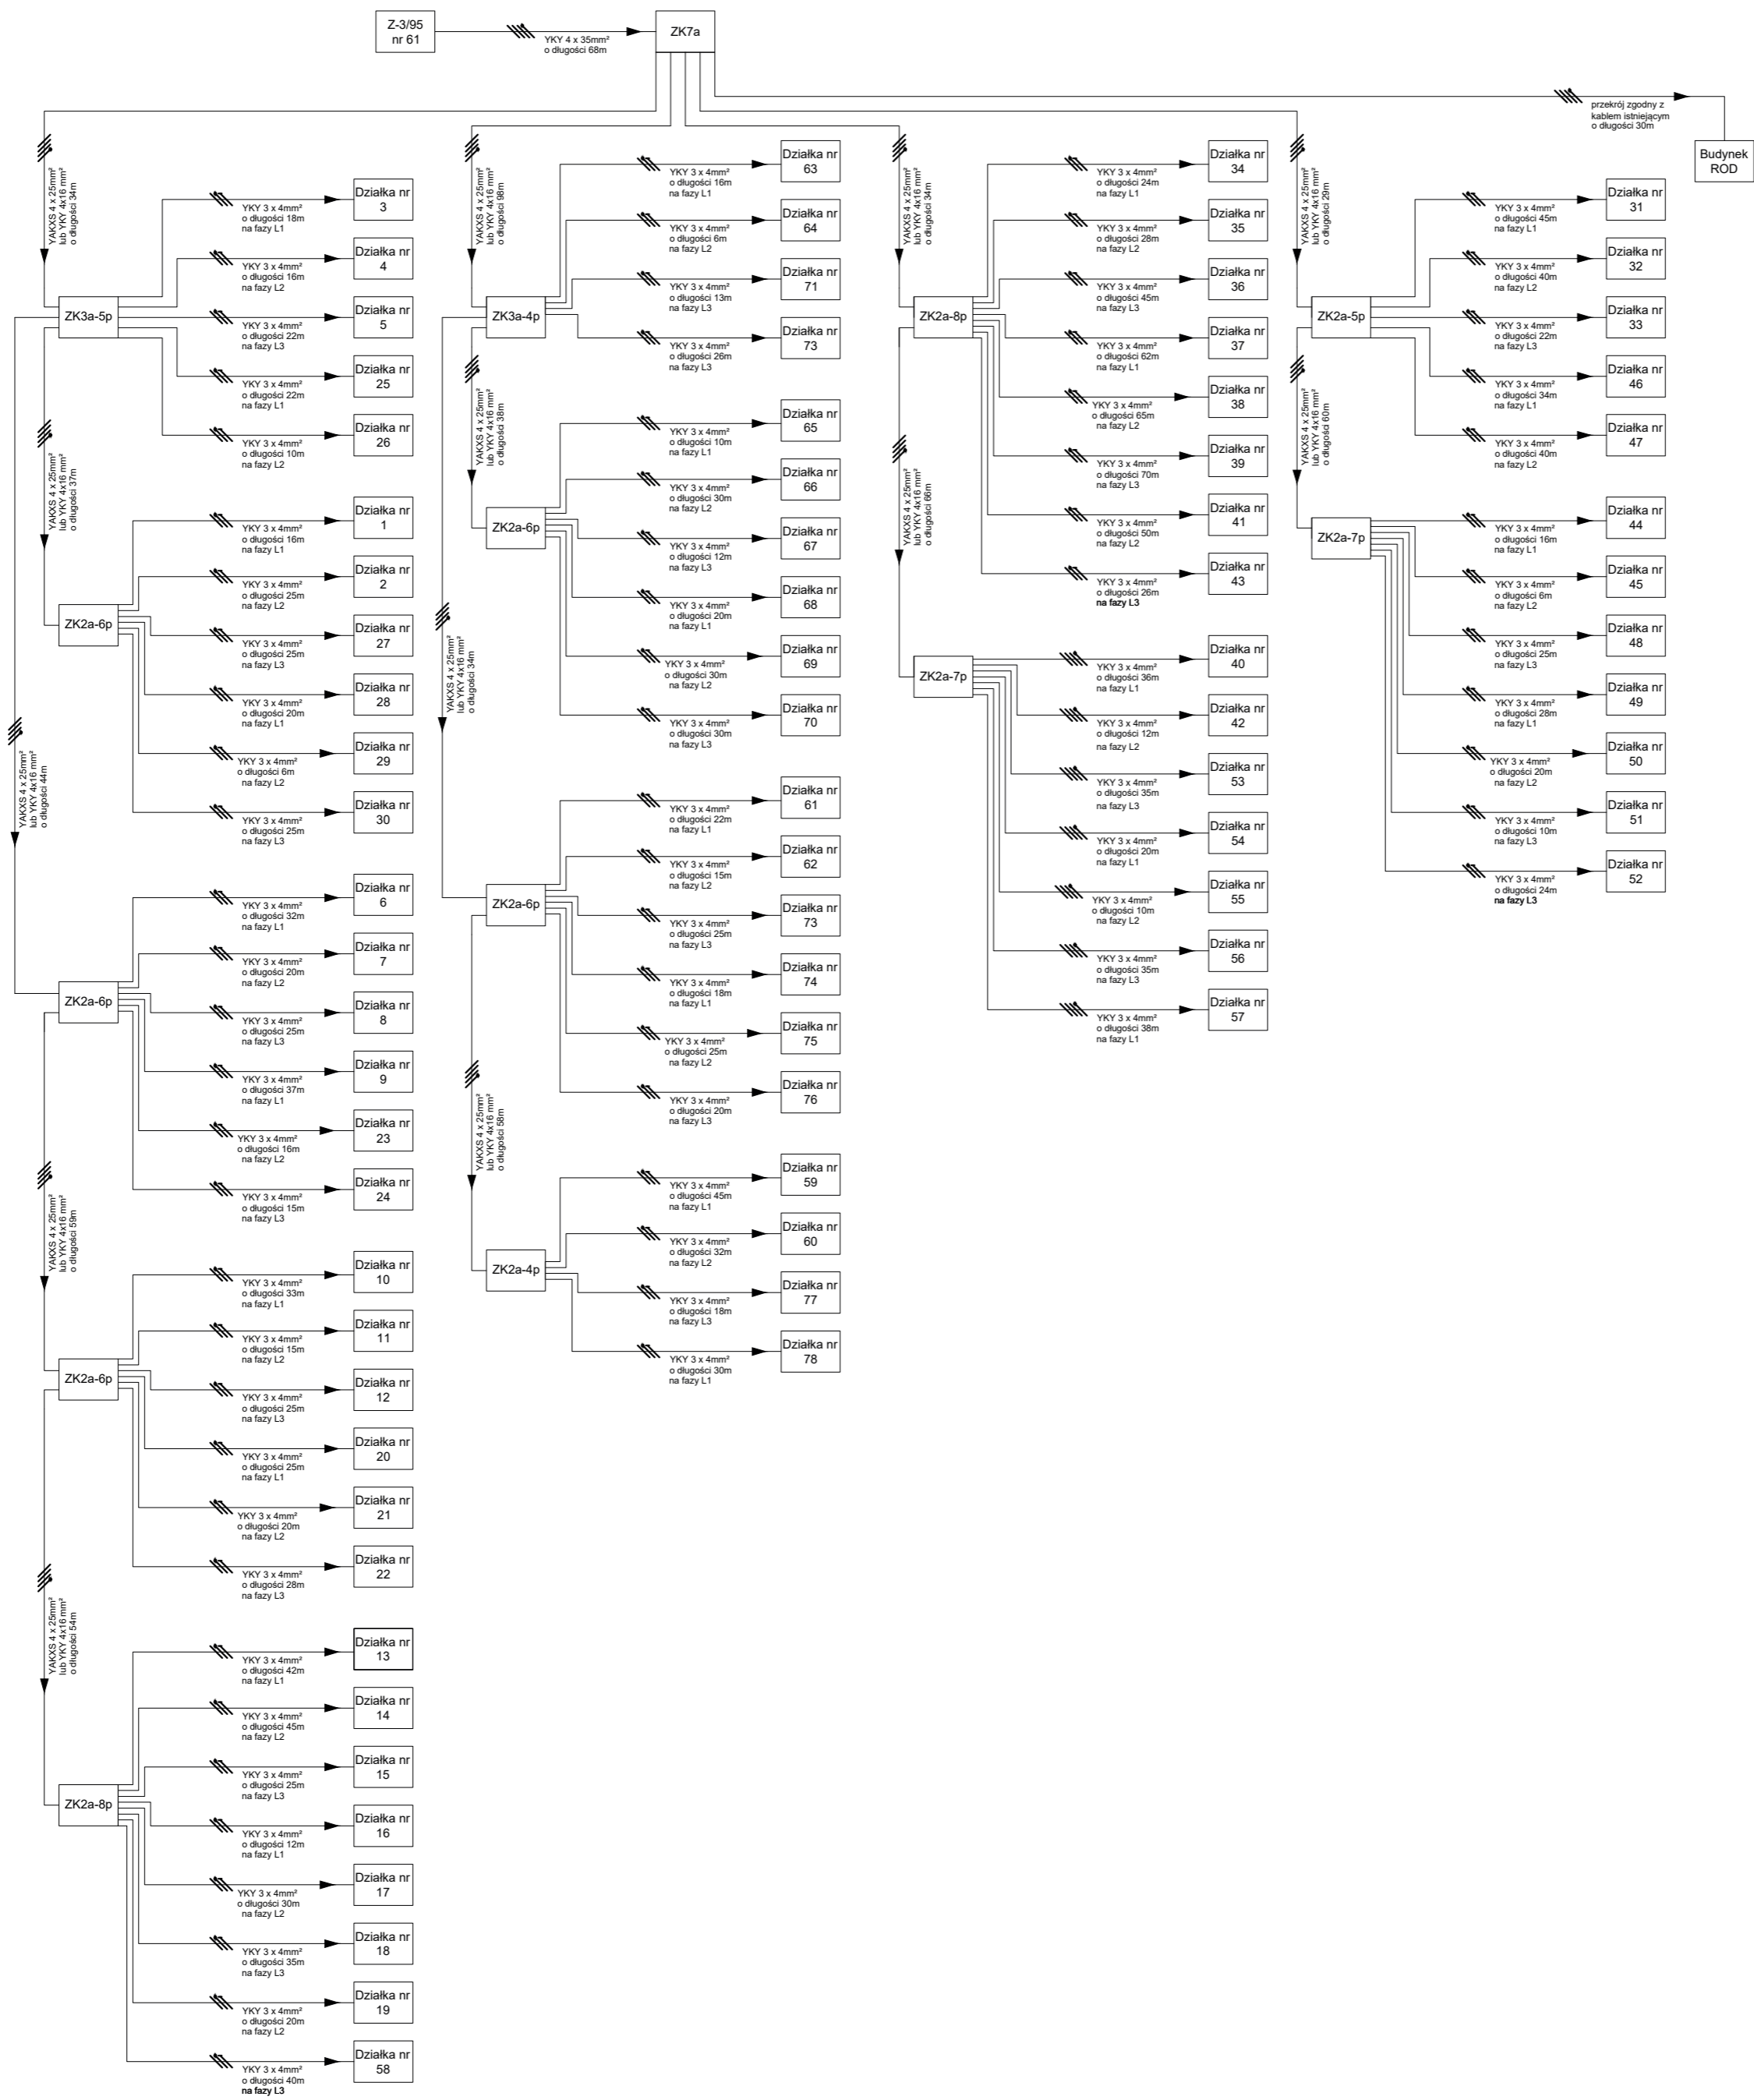 Z-3/95
nr 61
YKY 4 x 35mm²
o długości 68m
ZK7a
przekrój zgodny z
kablem istniejącym
o długości 30m
Budynek
ROD
YAKXS 4 x 25mm²
lub YKY 4x16 mm²
o długości 34m
ZK3a-5p
YKY 3 x 4mm²
o długości 18m
na fazy L1
Działka nr
3
YKY 3 x 4mm²
o długości 16m
na fazy L2
Działka nr
4
YKY 3 x 4mm²
o długości 22m
na fazy L3
Działka nr
5
YKY 3 x 4mm²
o długości 22m
na fazy L1
Działka nr
25
YKY 3 x 4mm²
o długości 10m
na fazy L2
Działka nr
26
YAKXS 4 x 25mm²
lub YKY 4x16 mm²
o długości 37m
ZK2a-6p
YKY 3 x 4mm²
o długości 16m
na fazy L1
Działka nr
1
YKY 3 x 4mm²
o długości 25m
na fazy L2
Działka nr
2
YKY 3 x 4mm²
o długości 25m
na fazy L3
Działka nr
27
YKY 3 x 4mm²
o długości 20m
na fazy L1
Działka nr
28
YKY 3 x 4mm²
o długości 6m
na fazy L2
Działka nr
29
YKY 3 x 4mm²
o długości 25m
na fazy L3
Działka nr
30
YAKXS 4 x 25mm²
lub YKY 4x16 mm²
o długości 44m
ZK2a-6p
YKY 3 x 4mm²
o długości 32m
na fazy L1
Działka nr
6
YKY 3 x 4mm²
o długości 20m
na fazy L2
Działka nr
7
YKY 3 x 4mm²
o długości 25m
na fazy L3
Działka nr
8
YKY 3 x 4mm²
o długości 37m
na fazy L1
Działka nr
9
YKY 3 x 4mm²
o długości 16m
na fazy L2
Działka nr
23
YKY 3 x 4mm²
o długości 15m
na fazy L3
Działka nr
24
YAKXS 4 x 25mm²
lub YKY 4x16 mm²
o długości 59m
ZK2a-6p
YKY 3 x 4mm²
o długości 33m
na fazy L1
Działka nr
10
YKY 3 x 4mm²
o długości 15m
na fazy L2
Działka nr
11
YKY 3 x 4mm²
o długości 25m
na fazy L3
Działka nr
12
YKY 3 x 4mm²
o długości 25m
na fazy L1
Działka nr
20
YKY 3 x 4mm²
o długości 20m
na fazy L2
Działka nr
21
YKY 3 x 4mm²
o długości 28m
na fazy L3
Działka nr
22
YAKXS 4 x 25mm²
lub YKY 4x16 mm²
o długości 54m
ZK2a-8p
YKY 3 x 4mm²
o długości 42m
na fazy L1
Działka nr
13
YKY 3 x 4mm²
o długości 45m
na fazy L2
Działka nr
14
YKY 3 x 4mm²
o długości 25m
na fazy L3
Działka nr
15
YKY 3 x 4mm²
o długości 12m
na fazy L1
Działka nr
16
YKY 3 x 4mm²
o długości 30m
na fazy L2
Działka nr
17
YKY 3 x 4mm²
o długości 35m
na fazy L3
Działka nr
18
YKY 3 x 4mm²
o długości 20m
na fazy L2
Działka nr
19
YKY 3 x 4mm²
o długości 40m
na fazy L3
Działka nr
58
YAKXS 4 x 25mm²
lub YKY 4x16 mm²
o długości 98m
ZK3a-4p
YKY 3 x 4mm²
o długości 16m
na fazy L1
Działka nr
63
YKY 3 x 4mm²
o długości 6m
na fazy L2
Działka nr
64
YKY 3 x 4mm²
o długości 13m
na fazy L3
Działka nr
71
YKY 3 x 4mm²
o długości 26m
na fazy L3
Działka nr
73
YAKXS 4 x 25mm²
lub YKY 4x16 mm²
o długości 38m
ZK2a-6p
YKY 3 x 4mm²
o długości 10m
na fazy L1
Działka nr
65
YKY 3 x 4mm²
o długości 30m
na fazy L2
Działka nr
66
YKY 3 x 4mm²
o długości 12m
na fazy L3
Działka nr
67
YKY 3 x 4mm²
o długości 20m
na fazy L1
Działka nr
68
YKY 3 x 4mm²
o długości 30m
na fazy L2
Działka nr
69
YKY 3 x 4mm²
o długości 30m
na fazy L3
Działka nr
70
YAKXS 4 x 25mm²
lub YKY 4x16 mm²
o długości 34m
ZK2a-6p
YKY 3 x 4mm²
o długości 22m
na fazy L1
Działka nr
61
YKY 3 x 4mm²
o długości 15m
na fazy L2
Działka nr
62
YKY 3 x 4mm²
o długości 25m
na fazy L3
Działka nr
73
YKY 3 x 4mm²
o długości 18m
na fazy L1
Działka nr
74
YKY 3 x 4mm²
o długości 25m
na fazy L2
Działka nr
75
YKY 3 x 4mm²
o długości 20m
na fazy L3
Działka nr
76
YAKXS 4 x 25mm²
lub YKY 4x16 mm²
o długości 58m
ZK2a-4p
YKY 3 x 4mm²
o długości 45m
na fazy L1
Działka nr
59
YKY 3 x 4mm²
o długości 32m
na fazy L2
Działka nr
60
YKY 3 x 4mm²
o długości 18m
na fazy L3
Działka nr
77
YKY 3 x 4mm²
o długości 30m
na fazy L1
Działka nr
78
YAKXS 4 x 25mm²
lub YKY 4x16 mm²
o długości 34m
ZK2a-8p
YKY 3 x 4mm²
o długości 24m
na fazy L1
Działka nr
34
YKY 3 x 4mm²
o długości 28m
na fazy L2
Działka nr
35
YKY 3 x 4mm²
o długości 45m
na fazy L3
Działka nr
36
YKY 3 x 4mm²
o długości 62m
na fazy L1
Działka nr
37
YKY 3 x 4mm²
o długości 65m
na fazy L2
Działka nr
38
YKY 3 x 4mm²
o długości 70m
na fazy L3
Działka nr
39
YKY 3 x 4mm²
o długości 50m
na fazy L2
Działka nr
41
YKY 3 x 4mm²
o długości 26m
na fazy L3
Działka nr
43
YAKXS 4 x 25mm²
lub YKY 4x16 mm²
o długości 66m
ZK2a-7p
YKY 3 x 4mm²
o długości 36m
na fazy L1
Działka nr
40
YKY 3 x 4mm²
o długości 12m
na fazy L2
Działka nr
42
YKY 3 x 4mm²
o długości 35m
na fazy L3
Działka nr
53
YKY 3 x 4mm²
o długości 20m
na fazy L1
Działka nr
54
YKY 3 x 4mm²
o długości 10m
na fazy L2
Działka nr
55
YKY 3 x 4mm²
o długości 35m
na fazy L3
Działka nr
56
YKY 3 x 4mm²
o długości 38m
na fazy L1
Działka nr
57
YAKXS 4 x 25mm²
lub YKY 4x16 mm²
o długości 29m
ZK2a-5p
YKY 3 x 4mm²
o długości 45m
na fazy L1
Działka nr
31
YKY 3 x 4mm²
o długości 40m
na fazy L2
Działka nr
32
YKY 3 x 4mm²
o długości 22m
na fazy L3
Działka nr
33
YKY 3 x 4mm²
o długości 34m
na fazy L1
Działka nr
46
YKY 3 x 4mm²
o długości 40m
na fazy L2
Działka nr
47
YAKXS 4 x 25mm²
lub YKY 4x16 mm²
o długości 60m
ZK2a-7p
YKY 3 x 4mm²
o długości 16m
na fazy L1
Działka nr
44
YKY 3 x 4mm²
o długości 6m
na fazy L2
Działka nr
45
YKY 3 x 4mm²
o długości 25m
na fazy L3
Działka nr
48
YKY 3 x 4mm²
o długości 28m
na fazy L1
Działka nr
49
YKY 3 x 4mm²
o długości 20m
na fazy L2
Działka nr
50
YKY 3 x 4mm²
o długości 10m
na fazy L3
Działka nr
51
YKY 3 x 4mm²
o długości 24m
na fazy L3
Działka nr
52